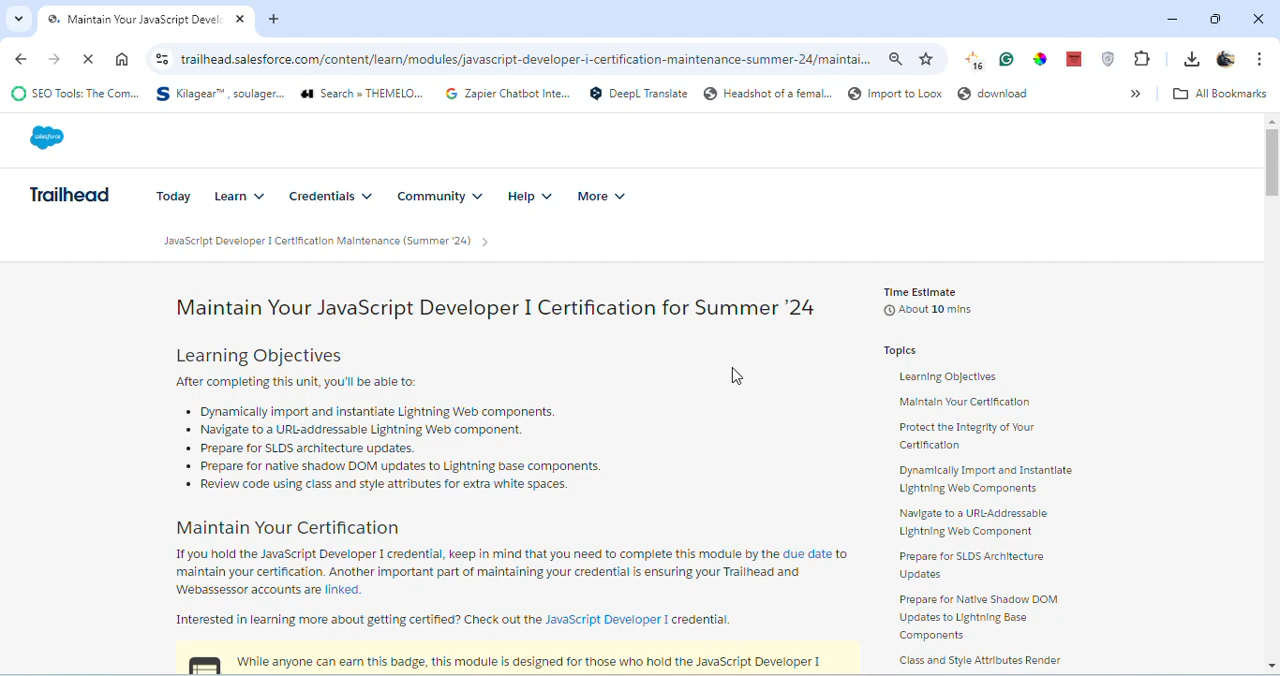 Maintain Your JavaScript Devel
trailhead.salesforce.com/content/learn/modules/javascript-developer-i-certification-maintenance-summer-24/maintai...
16
SEO Tools: The Com...
Kilagear™ , soulager...
Search » THEMELO...
Zapier Chatbot Inte...
DeepL Translate
Headshot of a femal...
Import to Loox
download
»
All Bookmarks
salesforce
Trailhead
Today
Learn
Credentials
Community
Help
More
JavaScript Developer I Certification Maintenance (Summer '24)
Maintain Your JavaScript Developer I Certification for Summer ’24
Time Estimate
About 10 mins
Learning Objectives
After completing this unit, you’ll be able to:
• Dynamically import and instantiate Lightning Web components.
• Navigate to a URL-addressable Lightning Web component.
• Prepare for SLDS architecture updates.
• Prepare for native shadow DOM updates to Lightning base components.
• Review code using class and style attributes for extra white spaces.
Maintain Your Certification
If you hold the JavaScript Developer I credential, keep in mind that you need to complete this module by the due date to
maintain your certification. Another important part of maintaining your credential is ensuring your Trailhead and
Webassessor accounts are linked.
Interested in learning more about getting certified? Check out the JavaScript Developer I credential.
While anyone can earn this badge, this module is designed for those who hold the JavaScript Developer I
Topics
Learning Objectives
Maintain Your Certification
Protect the Integrity of Your
Certification
Dynamically Import and Instantiate
Lightning Web Components
Navigate to a URL-Addressable
Lightning Web Component
Prepare for SLDS Architecture
Updates
Prepare for Native Shadow DOM
Updates to Lightning Base
Components
Class and Style Attributes Render